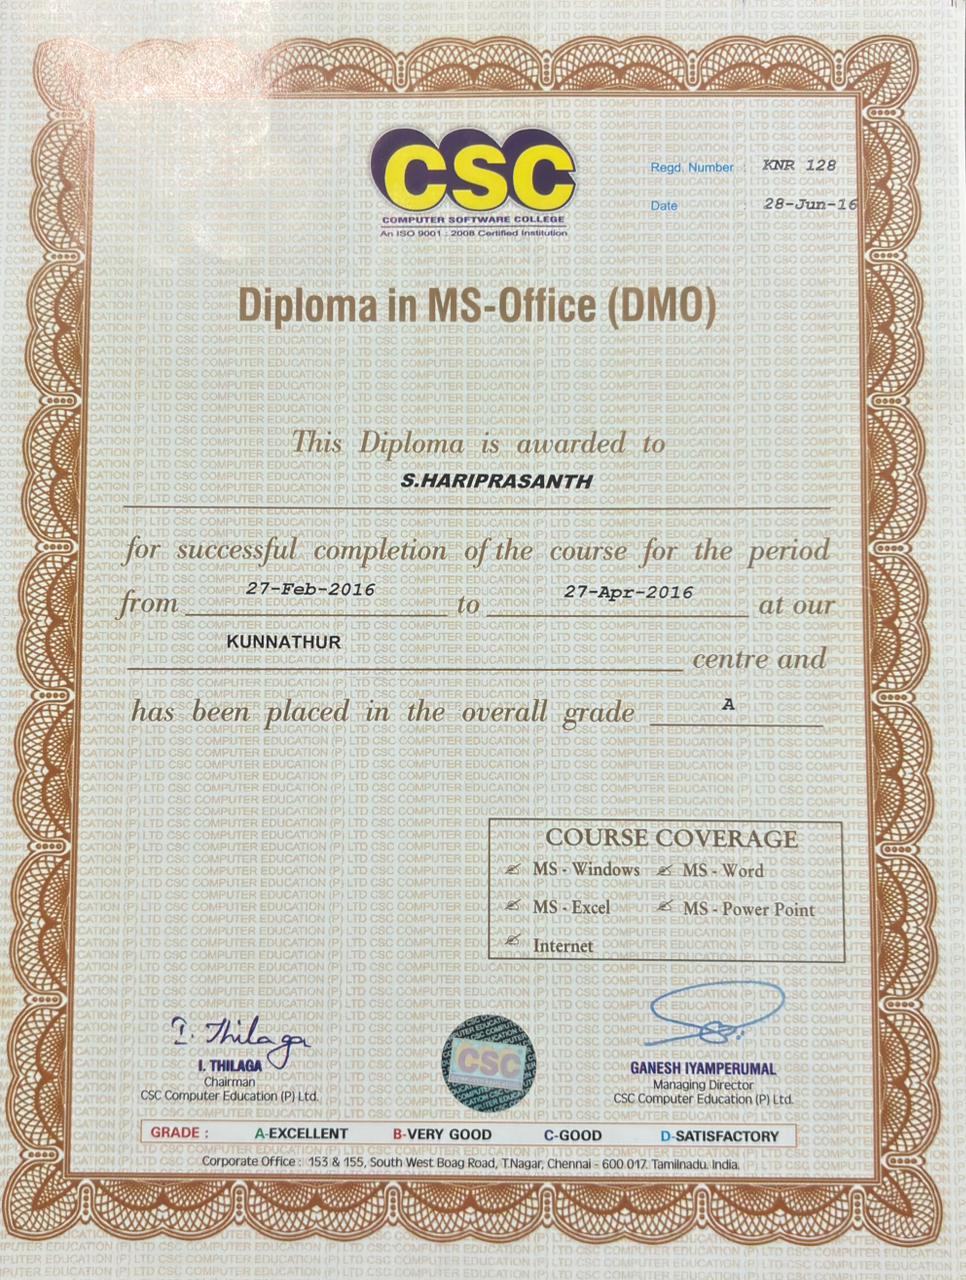 CSC
COMPUTER SOFTWARE COLLEGE
An ISO 9001 : 2008 Certified Institution
Regd. Number : KNR 128
Date : 28-Jun-16
Diploma in MS-Office (DMO)
This Diploma is awarded to
S.HARIPRASANTH
for successful completion of the course for the period
from 27-Feb-2016 to 27-Apr-2016 at our
KUNNATHUR centre and
has been placed in the overall grade A
COURSE COVERAGE
MS - Windows MS - Word
MS - Excel MS - Power Point
Internet
I. Thilaga
I. THILAGA
Chairman
CSC Computer Education (P) Ltd.
CSC
GANESH IYAMPERUMAL
Managing Director
CSC Computer Education (P) Ltd.
GRADE : A-EXCELLENT B-VERY GOOD C-GOOD D-SATISFACTORY
Corporate Office : 153 & 155, South West Boag Road, T.Nagar, Chennai - 600 017. Tamilnadu. India.